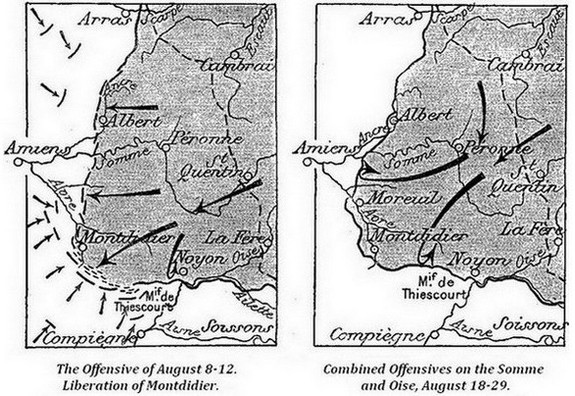 Arras
Scarpe
Escaut
Cambrai
Ancre
Albert
Amiens
Péronne
Somme
St
Quentin
Avre
Montdidier
La Fère
Noyon
Oise
Mif. de
Thiescourt
Ailette
Compiègne
Aisne
Soissons
The Offensive of August 8-12.
Liberation of Montdidier.
Arras
Scarpe
Escaut
Cambrai
Ancre
Albert
Amiens
Somme
Péronne
St
Quentin
Moreuil
Avre
Montdidier
La Fère
Noyon
Oise
Mif. de
Thiescourt
Compiègne
Aisne
Soissons
Combined Offensives on the Somme
and Oise, August 18-29.